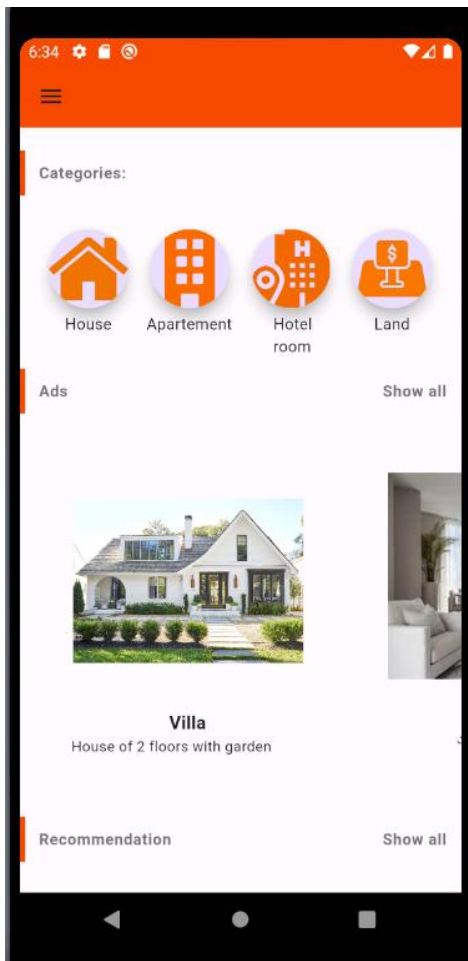 6:34
Categories:
House Apartement Hotel room Land
Ads Show all
Villa
House of 2 floors with garden
Recommendation Show all